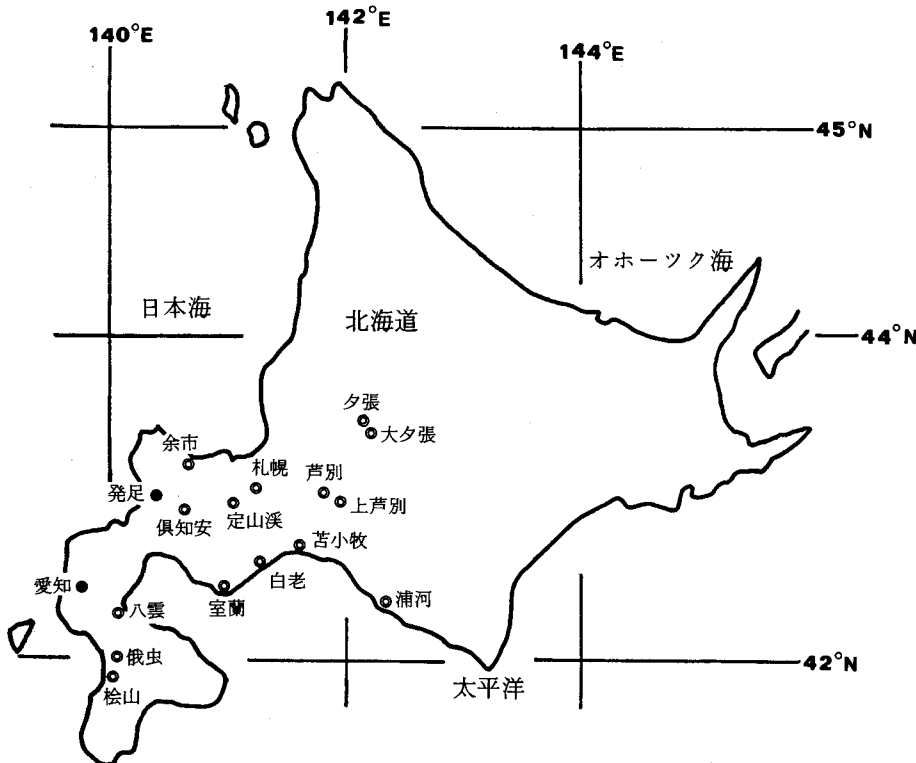 140°E
142°E
144°E
45°N
オホーツク海
日本海
北海道
44°N
夕張
大夕張
余市
札幌
芦別
発足
上芦別
倶知安
定山渓
苫小牧
白老
愛知
室蘭
浦河
八雲
俄虫
42°N
桧山
太平洋